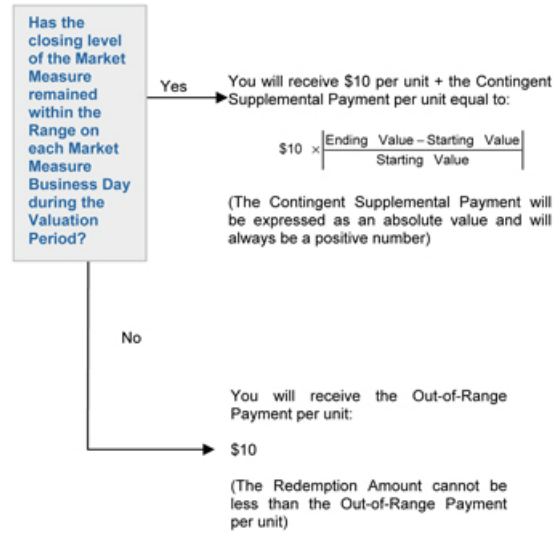 Has the
closing level
of the Market
Measure
remained
within the
Range on
each Market
Measure
Business Day
during the
Valuation
Period?
Yes
You will receive $10 per unit + the Contingent
Supplemental Payment per unit equal to:
$10 × |Ending Value – Starting Value|
Starting Value
(The Contingent Supplemental Payment will
be expressed as an absolute value and will
always be a positive number)
No
You will receive the Out-of-Range
Payment per unit:
$10
(The Redemption Amount cannot be
less than the Out-of-Range Payment
per unit)